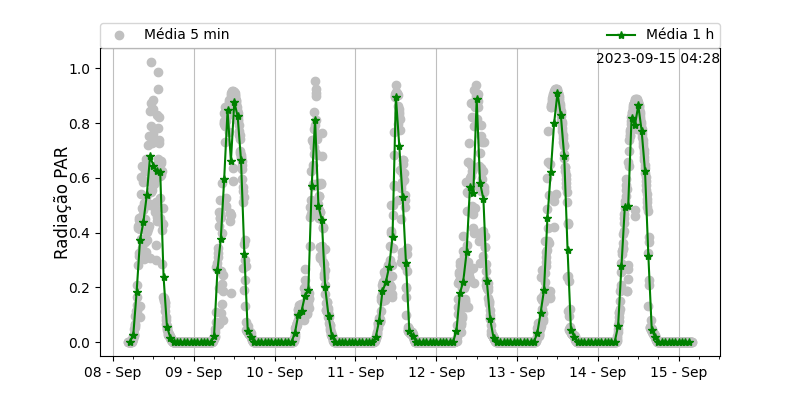 Média 5 min
Média 1 h
2023-09-15 04:28
Radiação PAR
1.0
0.8
0.6
0.4
0.2
0.0
08 - Sep
09 - Sep
10 - Sep
11 - Sep
12 - Sep
13 - Sep
14 - Sep
15 - Sep